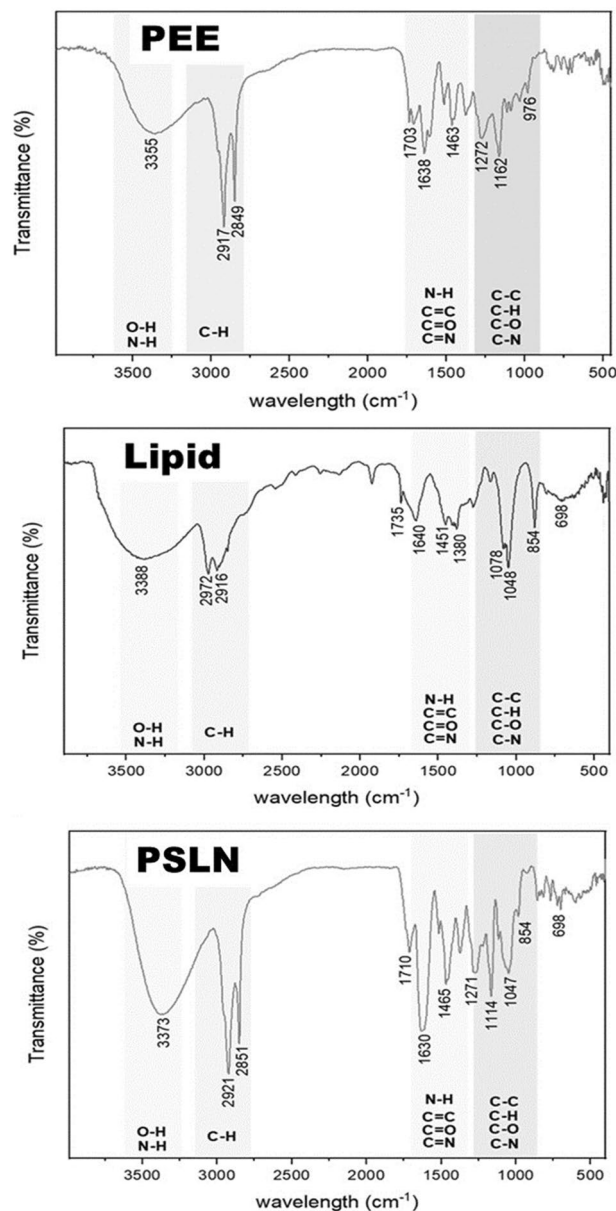 PEE
Transmittance (%)
3355
2917
2849
1703
1638
1463
1272
1162
976
O-H
N-H
C-H
N-H
C=C
C=O
C=N
C-C
C-H
C-O
C-N
3500 3000 2500 2000 1500 1000 500
wavelength (cm-1)
Lipid
Transmittance (%)
3388
2972
2916
1735
1640
1451
1380
1078
1048
854
698
O-H
N-H
C-H
N-H
C=C
C=O
C=N
C-C
C-H
C-O
C-N
3500 3000 2500 2000 1500 1000 500
wavelength (cm-1)
PSLN
Transmittance (%)
3373
2921
2851
1710
1630
1465
1271
1114
1047
854
698
O-H
N-H
C-H
N-H
C=C
C=O
C=N
C-C
C-H
C-O
C-N
3500 3000 2500 2000 1500 1000 500
wavelength (cm-1)